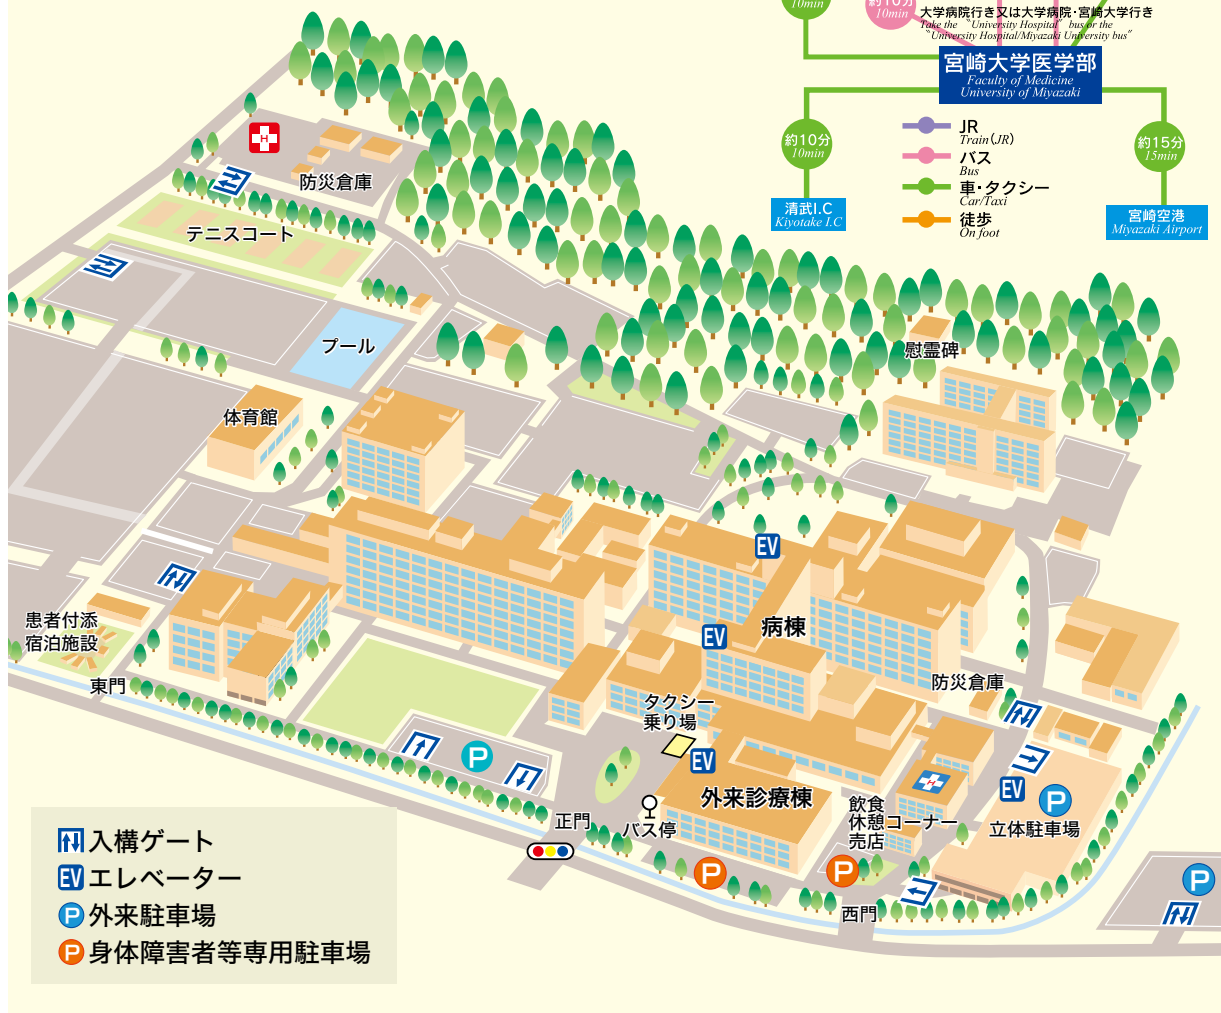 10min
約10分
10min
大学病院行き又は大学病院・宮崎大学行き
Take the “University Hospital” bus or the
“University Hospital/Miyazaki University bus”
宮崎大学医学部
Faculty of Medicine
University of Miyazaki
JR
Train(JR)
バス
Bus
車・タクシー
Car/Taxi
徒歩
On foot
約10分
10min
清武I.C
Kiyotake I.C
約15分
15min
宮崎空港
Miyazaki Airport
H
防災倉庫
テニスコート
プール
体育館
慰霊碑
EV
EV
病棟
患者付添
宿泊施設
東門
防災倉庫
タクシー
乗り場
EV
P
外来診療棟
バス停
正門
飲食
休憩コーナー
売店
H
EV
P
立体駐車場
P
P
西門
P
入構ゲート
EV エレベーター
P 外来駐車場
P 身体障害者等専用駐車場